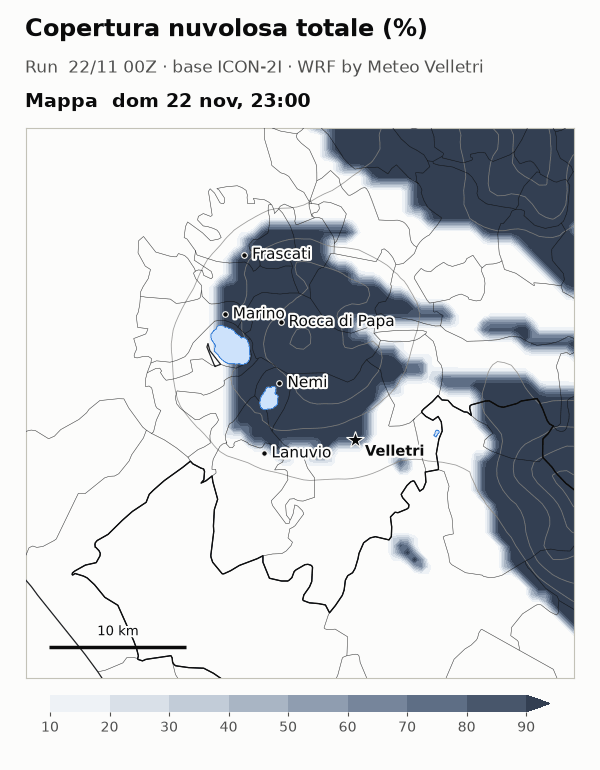 Copertura nuvolosa totale (%)
Run 22/11 00Z · base ICON-2I · WRF by Meteo Velletri
Mappa dom 22 nov, 23:00
Frascati
Marino
Rocca di Papa
Nemi
Velletri
Lanuvio
10 km
10 20 30 40 50 60 70 80 90